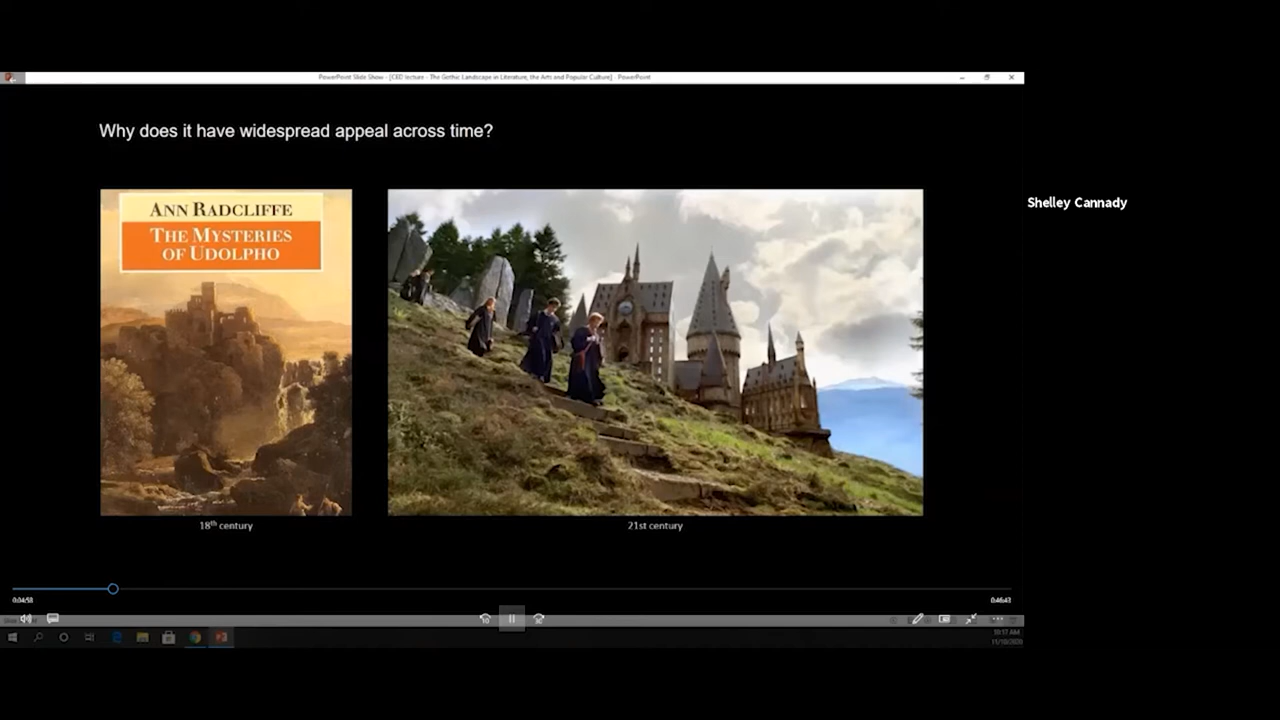 PowerPoint Slide Show - [CED lecture - The Gothic Landscape in Literature, the Arts and Popular Culture] - PowerPoint
Why does it have widespread appeal across time?
Shelley Cannady
ANN RADCLIFFE
THE MYSTERIES
OF UDOLPHO
18th century
21st century
0:04:58
0:46:43
10
30
10:17 AM
11/10/2020